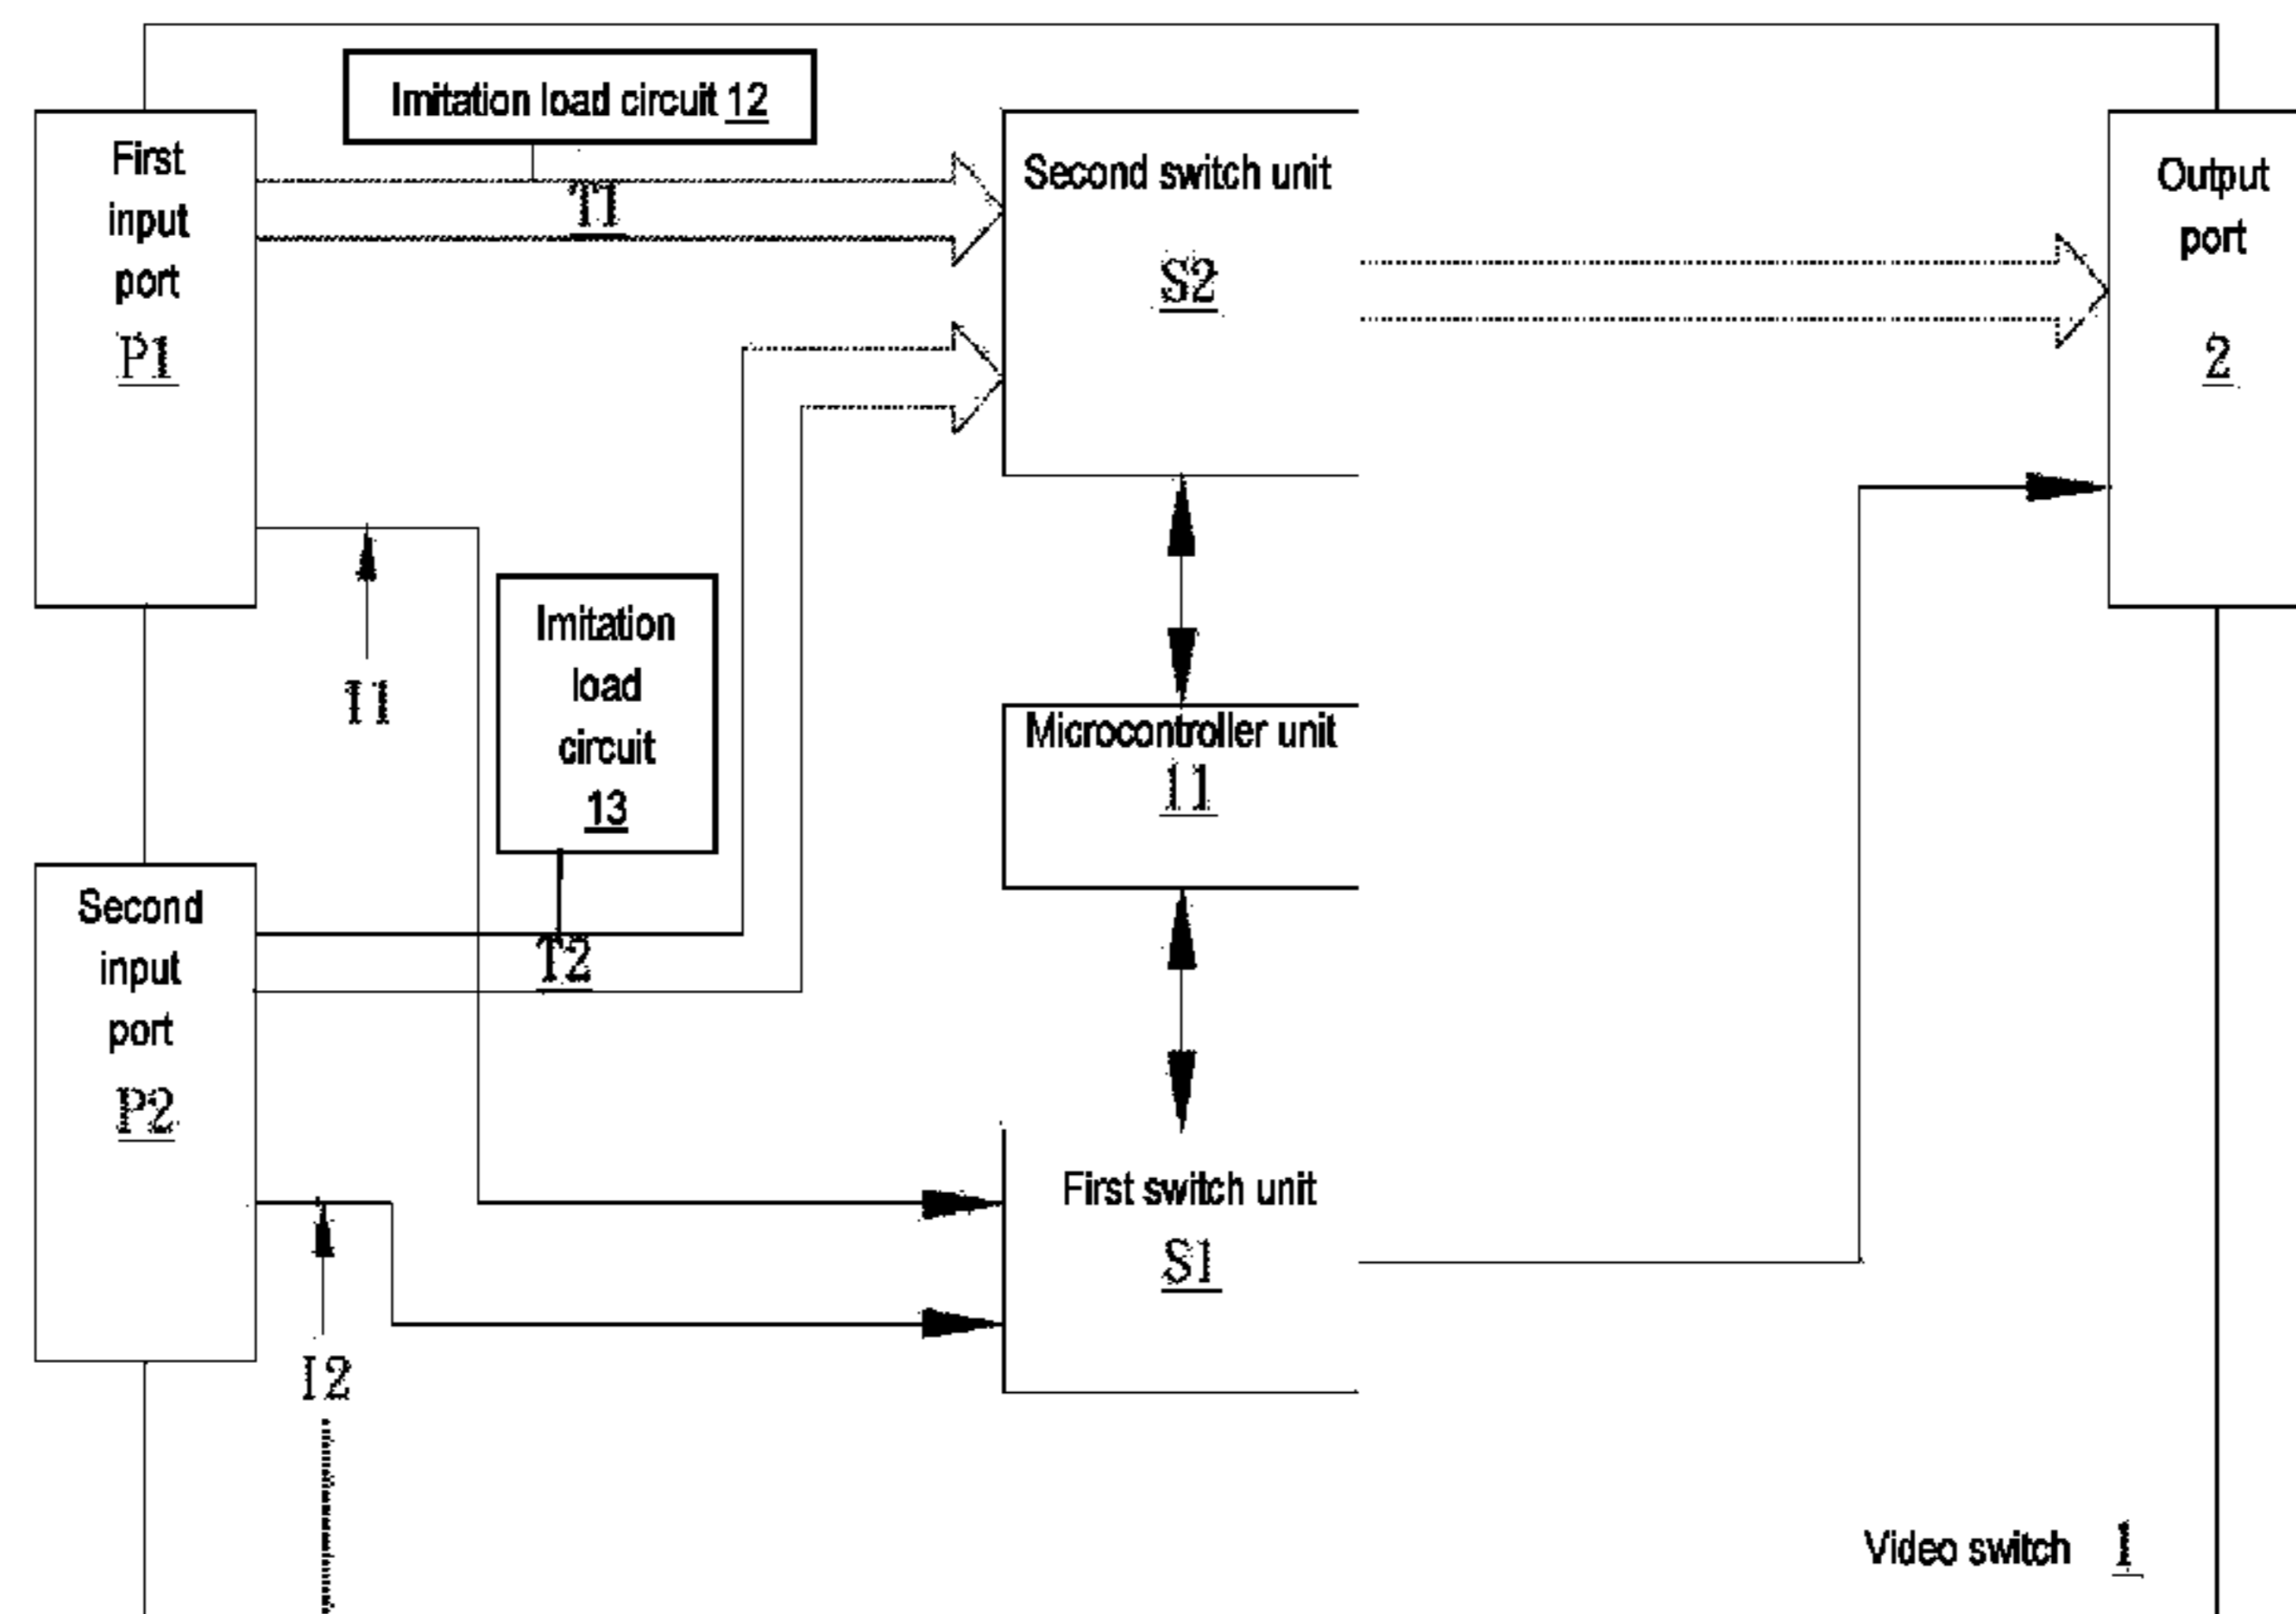 Imitation load circuit 12
First
input
port
P1
T1
Second switch unit
S2
Output
port
2
I1
Imitation
load
circuit
13
Microcontroller unit
11
Second
input
port
P2
T2
First switch unit
S1
I2
Video switch 1